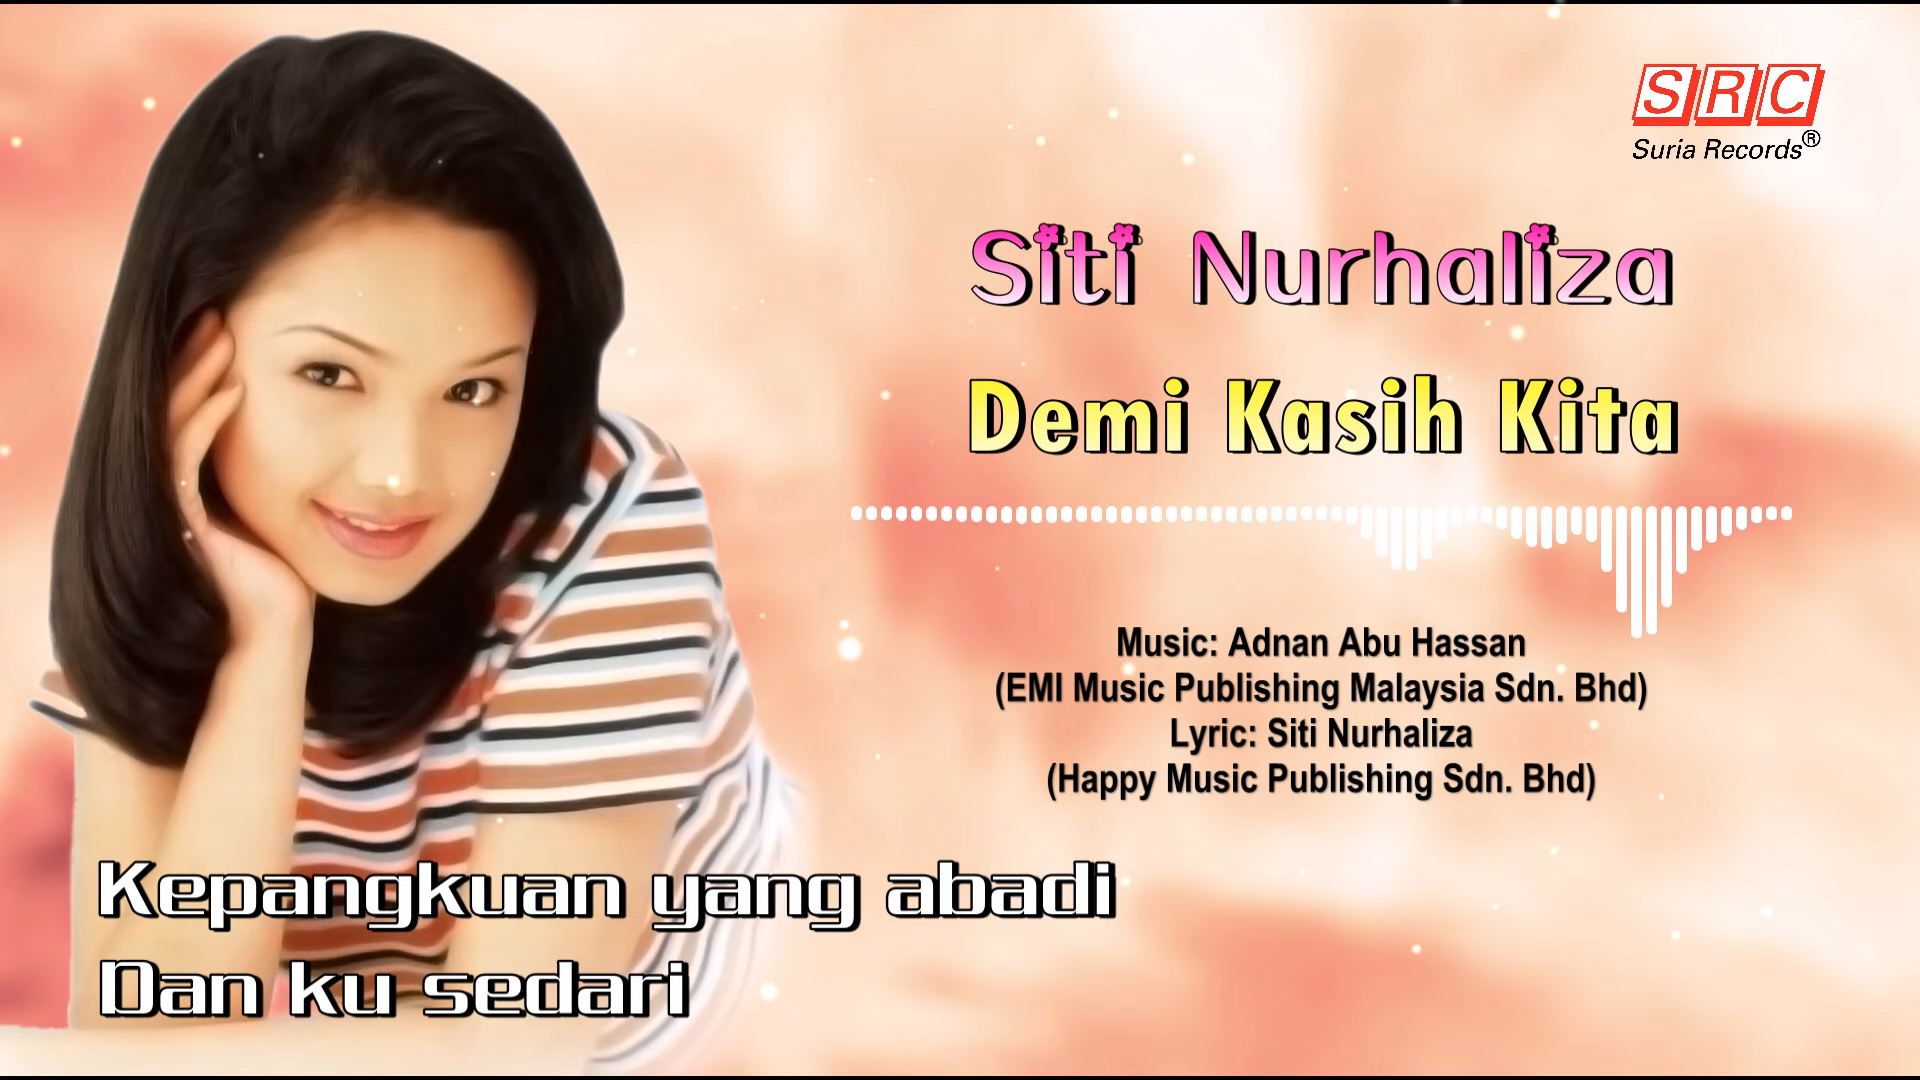 SRC
Suria Records®
Siti Nurhaliza
Demi Kasih Kita
Music: Adnan Abu Hassan
(EMI Music Publishing Malaysia Sdn. Bhd)
Lyric: Siti Nurhaliza
(Happy Music Publishing Sdn. Bhd)
Kepangkuan yang abadi
Dan ku sedari